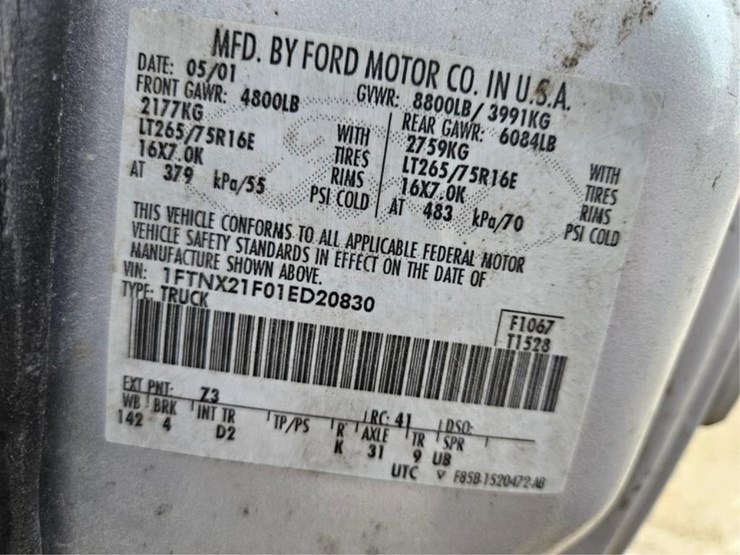 MFD. BY FORD MOTOR CO. IN U.S.A.
DATE: 05/01 GVWR: 8800LB/ 3991KG
FRONT GAWR: 4800LB REAR GAWR: 6084LB
2177KG WITH 2759KG WITH
LT265/75R16E TIRES LT265/75R16E TIRES
16X7.0K RIMS 16X7.0K RIMS
AT 379 kPa/55 PSI COLD AT 483 kPa/70 PSI COLD
THIS VEHICLE CONFORMS TO ALL APPLICABLE FEDERAL MOTOR
VEHICLE SAFETY STANDARDS IN EFFECT ON THE DATE OF
MANUFACTURE SHOWN ABOVE.
VIN: 1FTNX21F01ED20830
TYPE: TRUCK
F1067
T1528
EXT PNT: Z3 RC: 41 DSO:
WB BRK INT TR TP/PS R AXLE TR SPR
142 4 D2 K 31 9 UB
UTC ▽ F85B-1520472-AB